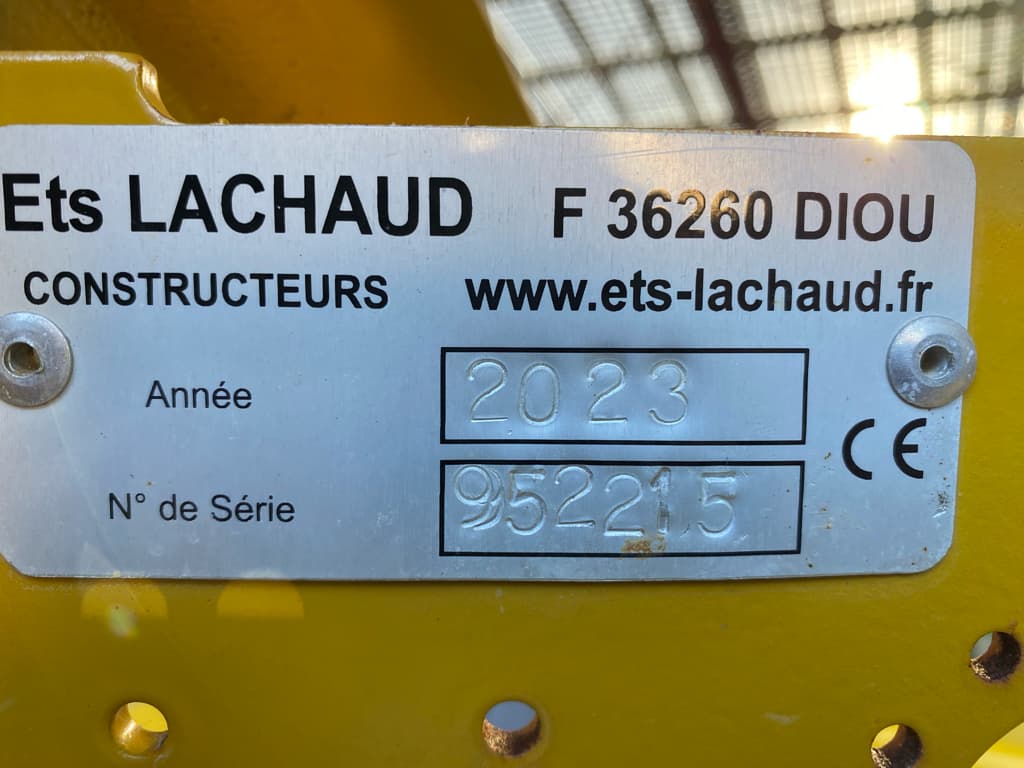 Ets LACHAUD F 36260 DIOU
CONSTRUCTEURS www.ets-lachaud.fr
Année 2023
N° de Série 952215
CE